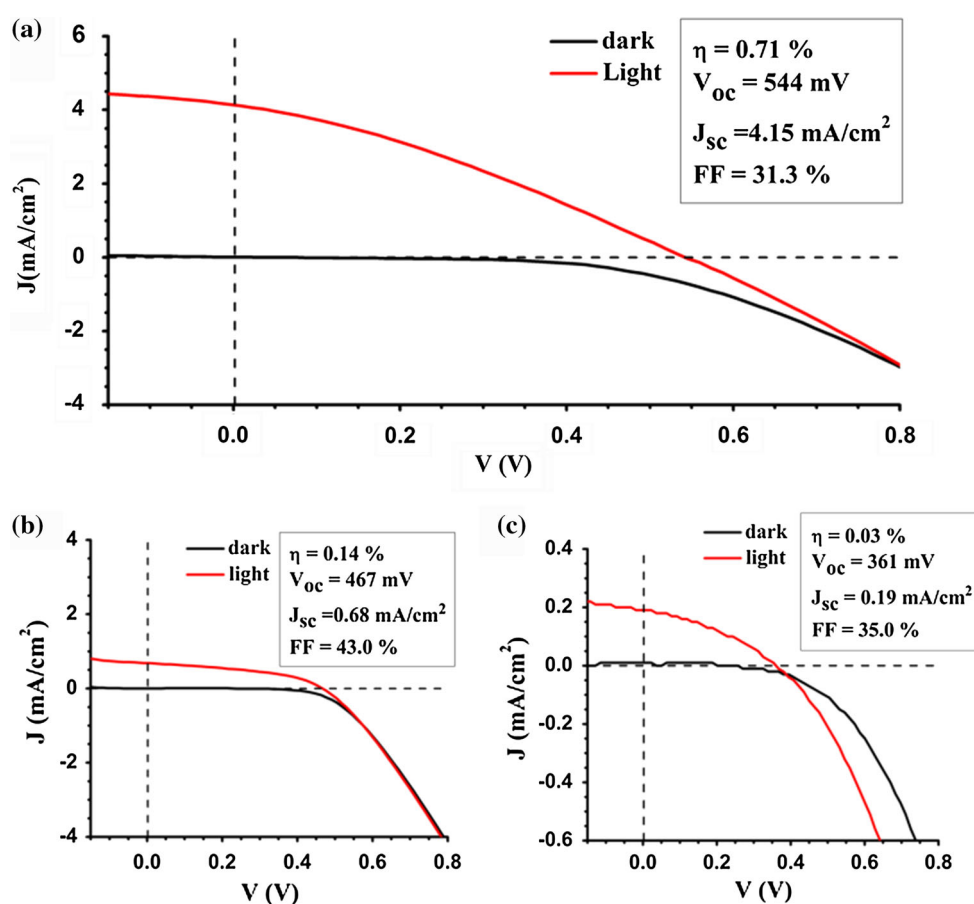 (a)
6
4
2
0
-2
-4
J(mA/cm²)
dark
Light
η = 0.71 %
Voc = 544 mV
Jsc =4.15 mA/cm²
FF = 31.3 %
0.0 0.2 0.4 0.6 0.8
V (V)
(b)
4
2
0
-2
-4
J (mA/cm²)
dark
light
η = 0.14 %
Voc = 467 mV
Jsc =0.68 mA/cm²
FF = 43.0 %
0.0 0.2 0.4 0.6 0.8
V (V)
(c)
0.4
0.2
0.0
-0.2
-0.4
-0.6
J (mA/cm²)
dark
light
η = 0.03 %
Voc = 361 mV
Jsc = 0.19 mA/cm²
FF = 35.0 %
0.0 0.2 0.4 0.6 0.8
V (V)